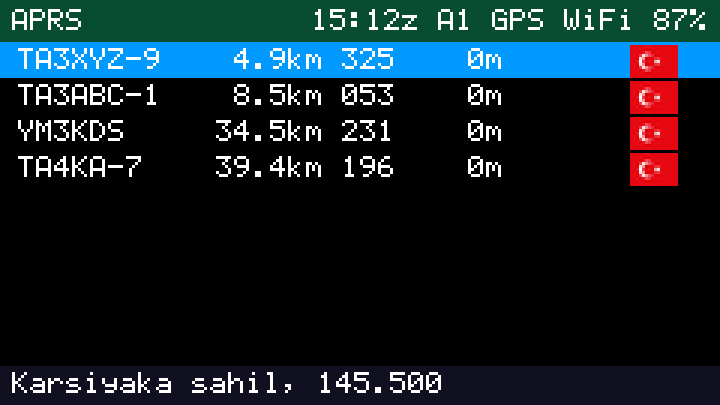 APRS 15:12z A1 GPS WiFi 87%
TA3XYZ-9 4.9km 325 0m
TA3ABC-1 8.5km 053 0m
YM3KDS 34.5km 231 0m
TA4KA-7 39.4km 196 0m
Karsiyaka sahil, 145.500